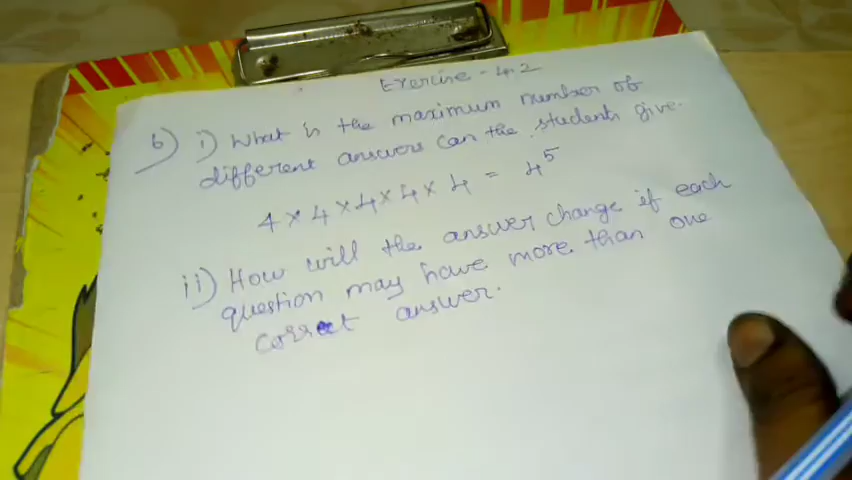 Exercise - 4.2
6) i) What is the maximum number of
different answers can the students give.
4 × 4 × 4 × 4 × 4 = 4⁵
ii) How will the answer change if each
question may have more than one
correct answer.